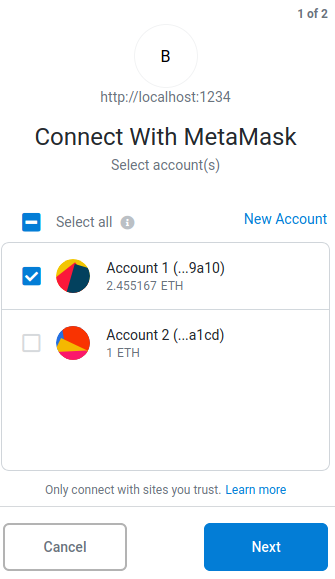 1 of 2
B
http://localhost:1234
Connect With MetaMask
Select account(s)
Select all
New Account
Account 1 (...9a10)
2.455167 ETH
Account 2 (...a1cd)
1 ETH
Only connect with sites you trust. Learn more
Cancel
Next